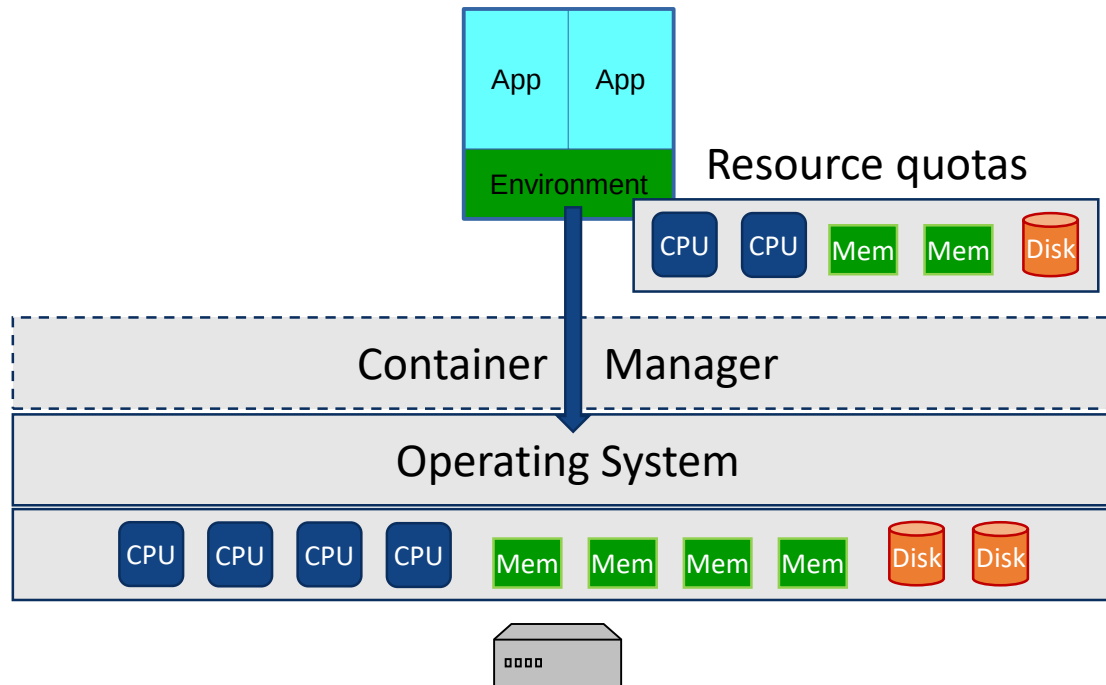 App App
Environment
Resource quotas
CPU CPU Mem Mem Disk
Container Manager
Operating System
CPU CPU CPU CPU Mem Mem Mem Mem Disk Disk